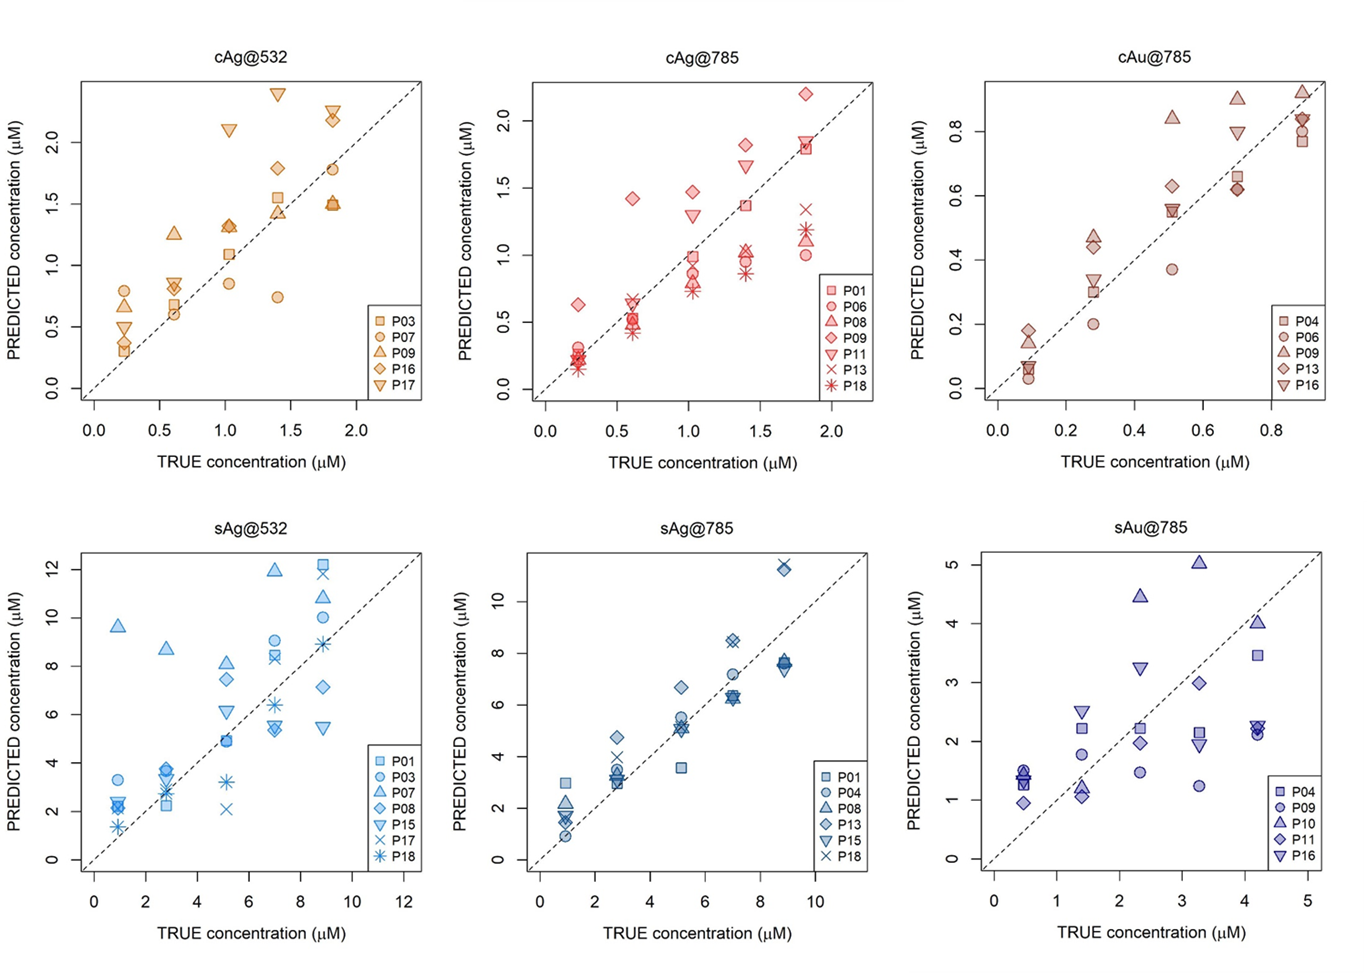 cAg@532
PREDICTED concentration (μM)
0.0 0.5 1.0 1.5 2.0
P03
P07
P09
P16
P17
0.0 0.5 1.0 1.5 2.0
TRUE concentration (μM)
cAg@785
PREDICTED concentration (μM)
0.0 0.5 1.0 1.5 2.0
P01
P06
P08
P09
P11
P13
P18
0.0 0.5 1.0 1.5 2.0
TRUE concentration (μM)
cAu@785
PREDICTED concentration (μM)
0.0 0.2 0.4 0.6 0.8
P04
P06
P09
P13
P16
0.0 0.2 0.4 0.6 0.8
TRUE concentration (μM)
sAg@532
PREDICTED concentration (μM)
0 2 4 6 8 10 12
P01
P03
P07
P08
P15
P17
P18
0 2 4 6 8 10 12
TRUE concentration (μM)
sAg@785
PREDICTED concentration (μM)
0 2 4 6 8 10
P01
P04
P08
P13
P15
P18
0 2 4 6 8 10
TRUE concentration (μM)
sAu@785
PREDICTED concentration (μM)
0 1 2 3 4 5
P04
P09
P10
P11
P16
0 1 2 3 4 5
TRUE concentration (μM)